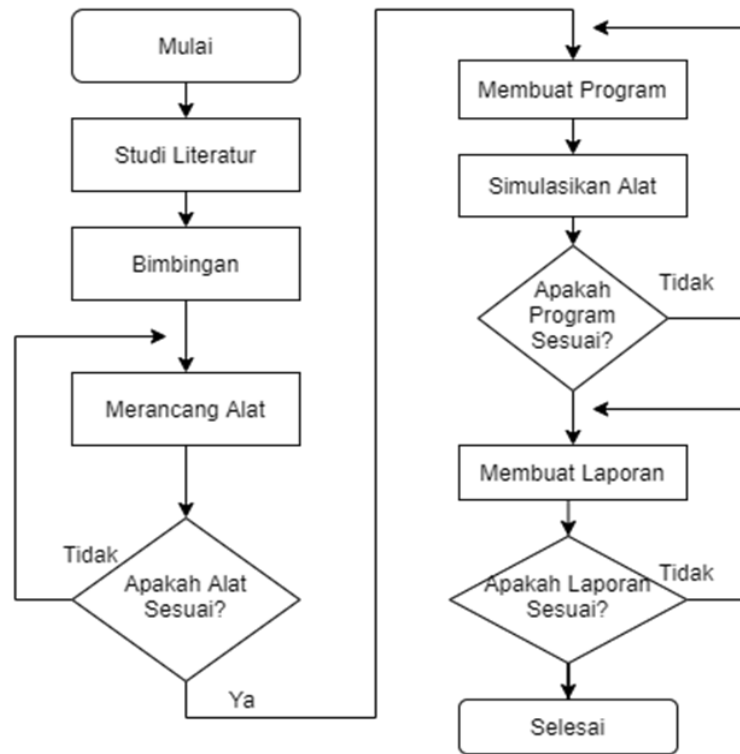 Mulai
Studi Literatur
Bimbingan
Merancang Alat
Tidak
Apakah Alat
Sesuai?
Ya
Membuat Program
Simulasikan Alat
Tidak
Apakah
Program
Sesuai?
Membuat Laporan
Tidak
Apakah Laporan
Sesuai?
Selesai